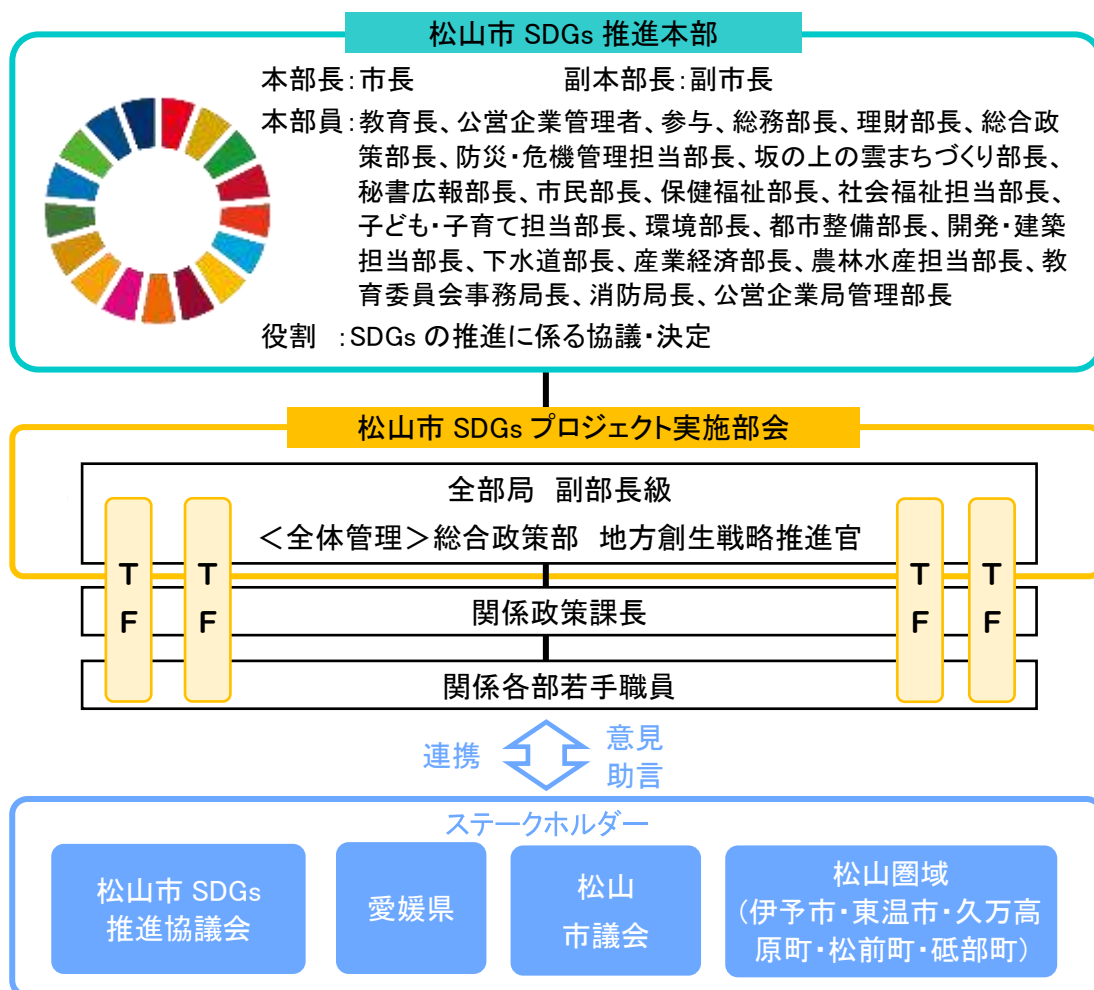 松山市 SDGs 推進本部
本部長：市長　　　　　副本部長：副市長
本部員：教育長、公営企業管理者、参与、総務部長、理財部長、総合政
策部長、防災・危機管理担当部長、坂の上の雲まちづくり部長、
秘書広報部長、市民部長、保健福祉部長、社会福祉担当部長、
子ども・子育て担当部長、環境部長、都市整備部長、開発・建築
担当部長、下水道部長、産業経済部長、農林水産担当部長、教
育委員会事務局長、消防局長、公営企業局管理部長
役割　：SDGs の推進に係る協議・決定
松山市 SDGs プロジェクト実施部会
全部局　副部長級
＜全体管理＞総合政策部　地方創生戦略推進官
TF
TF
TF
TF
関係政策課長
関係各部若手職員
連携
意見
助言
ステークホルダー
松山市 SDGs
推進協議会
愛媛県
松山
市議会
松山圏域
（伊予市・東温市・久万高
原町・松前町・砥部町）